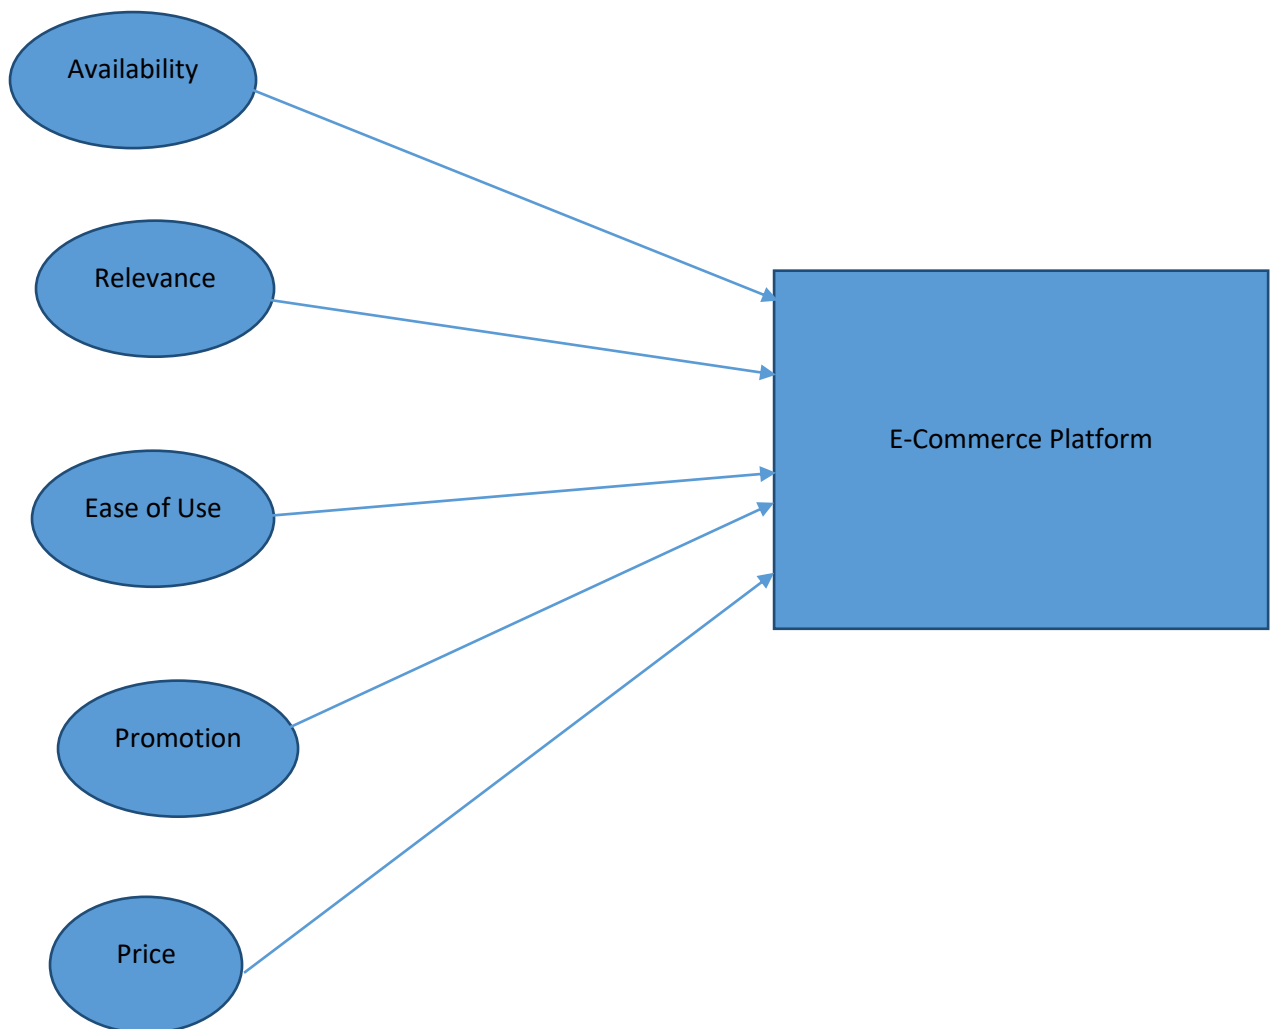 Availability
Relevance
E-Commerce Platform
Ease of Use
Promotion
Price